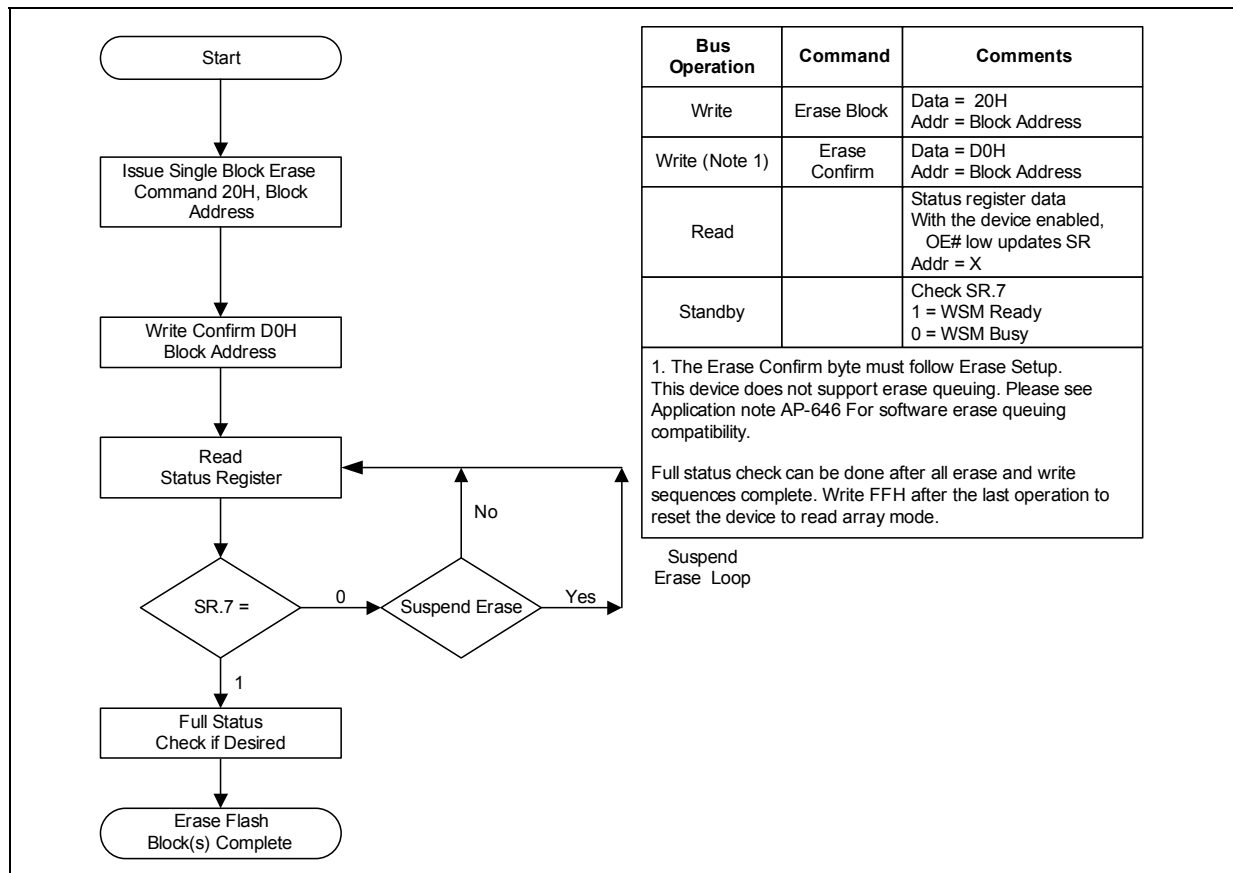 Start
Issue Single Block Erase
Command 20H, Block
Address
Write Confirm D0H
Block Address
Read
Status Register
No
SR.7 =
0
Suspend Erase
Yes
Suspend
Erase Loop
1
Full Status
Check if Desired
Erase Flash
Block(s) Complete
Bus
Operation
Command
Comments
Write
Erase Block
Data = 20H
Addr = Block Address
Write (Note 1)
Erase
Confirm
Data = D0H
Addr = Block Address
Read
Status register data
With the device enabled,
OE# low updates SR
Addr = X
Standby
Check SR.7
1 = WSM Ready
0 = WSM Busy
1. The Erase Confirm byte must follow Erase Setup.
This device does not support erase queuing. Please see
Application note AP-646 For software erase queuing
compatibility.
Full status check can be done after all erase and write
sequences complete. Write FFH after the last operation to
reset the device to read array mode.